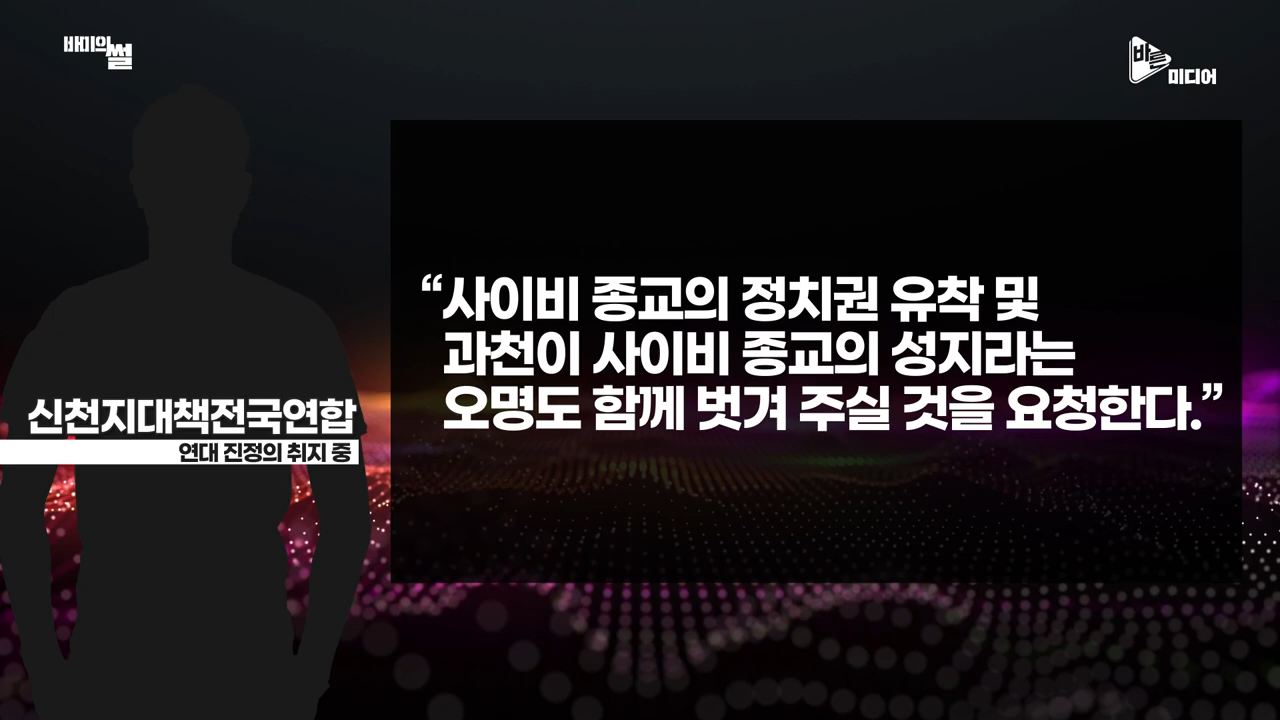 바미의
썰
바른
미디어
“사이비 종교의 정치권 유착 및
과천이 사이비 종교의 성지라는
오명도 함께 벗겨 주실 것을 요청한다.”
신천지대책전국연합
연대 진정의 취지 중